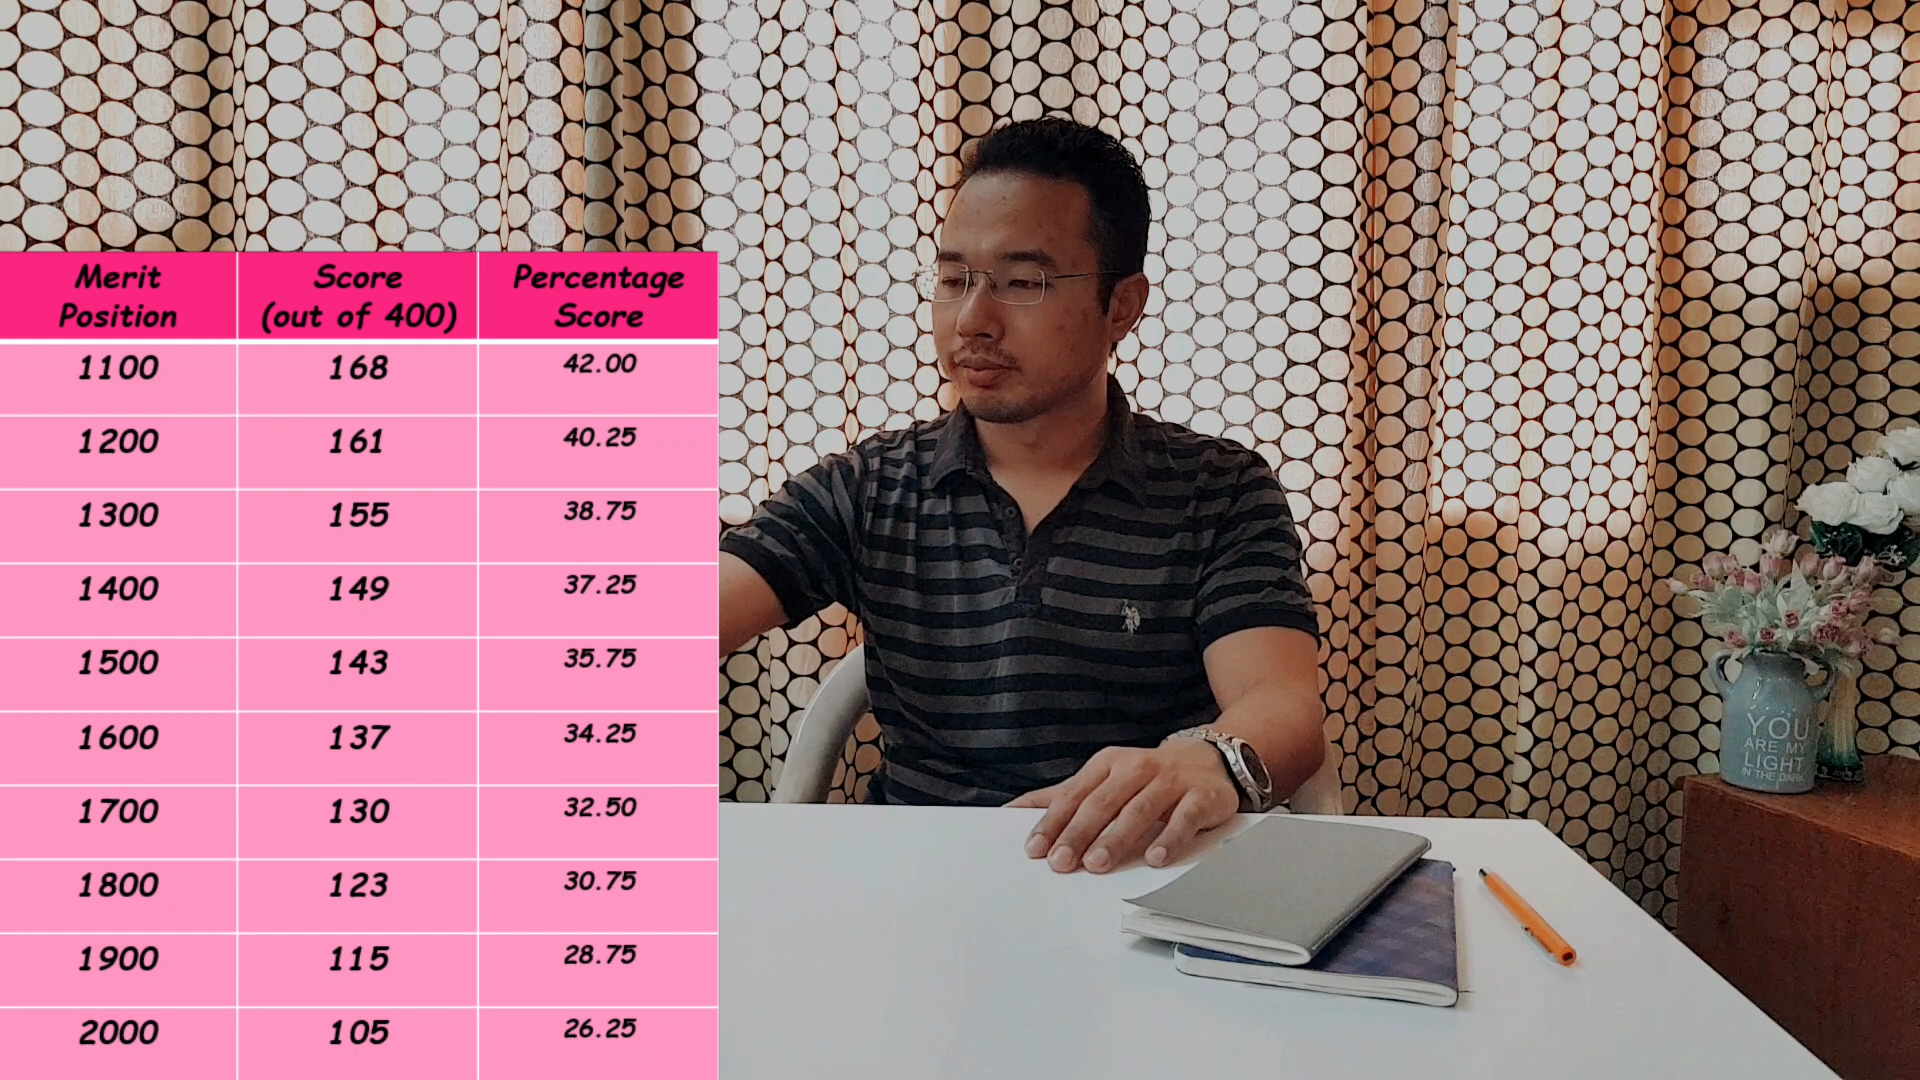 Merit Position | Score (out of 400) | Percentage Score
1100 | 168 | 42.00
1200 | 161 | 40.25
1300 | 155 | 38.75
1400 | 149 | 37.25
1500 | 143 | 35.75
1600 | 137 | 34.25
1700 | 130 | 32.50
1800 | 123 | 30.75
1900 | 115 | 28.75
2000 | 105 | 26.25
YOU
ARE MY
LIGHT
IN THE DARK